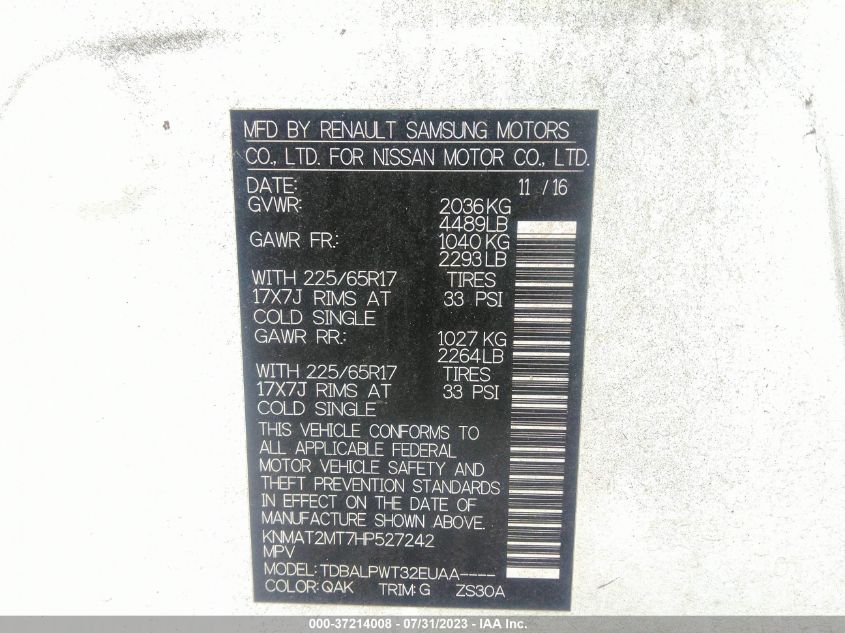 MFD BY RENAULT SAMSUNG MOTORS
CO., LTD. FOR NISSAN MOTOR CO., LTD.
DATE: 11 / 16
GVWR: 2036 KG
4489LB
GAWR FR.: 1040 KG
2293 LB
WITH 225/65R17 TIRES
17X7J RIMS AT 33 PSI
COLD SINGLE
GAWR RR.: 1027 KG
2264LB
WITH 225/65R17 TIRES
17X7J RIMS AT 33 PSI
COLD SINGLE
THIS VEHICLE CONFORMS TO
ALL APPLICABLE FEDERAL
MOTOR VEHICLE SAFETY AND
THEFT PREVENTION STANDARDS
IN EFFECT ON THE DATE OF
MANUFACTURE SHOWN ABOVE.
KNMAT2MT7HP527242
MPV
MODEL: TDBALPWT32EUAA----
COLOR: QAK TRIM: G ZS30A
000-37214008 - 07/31/2023 - IAA Inc.